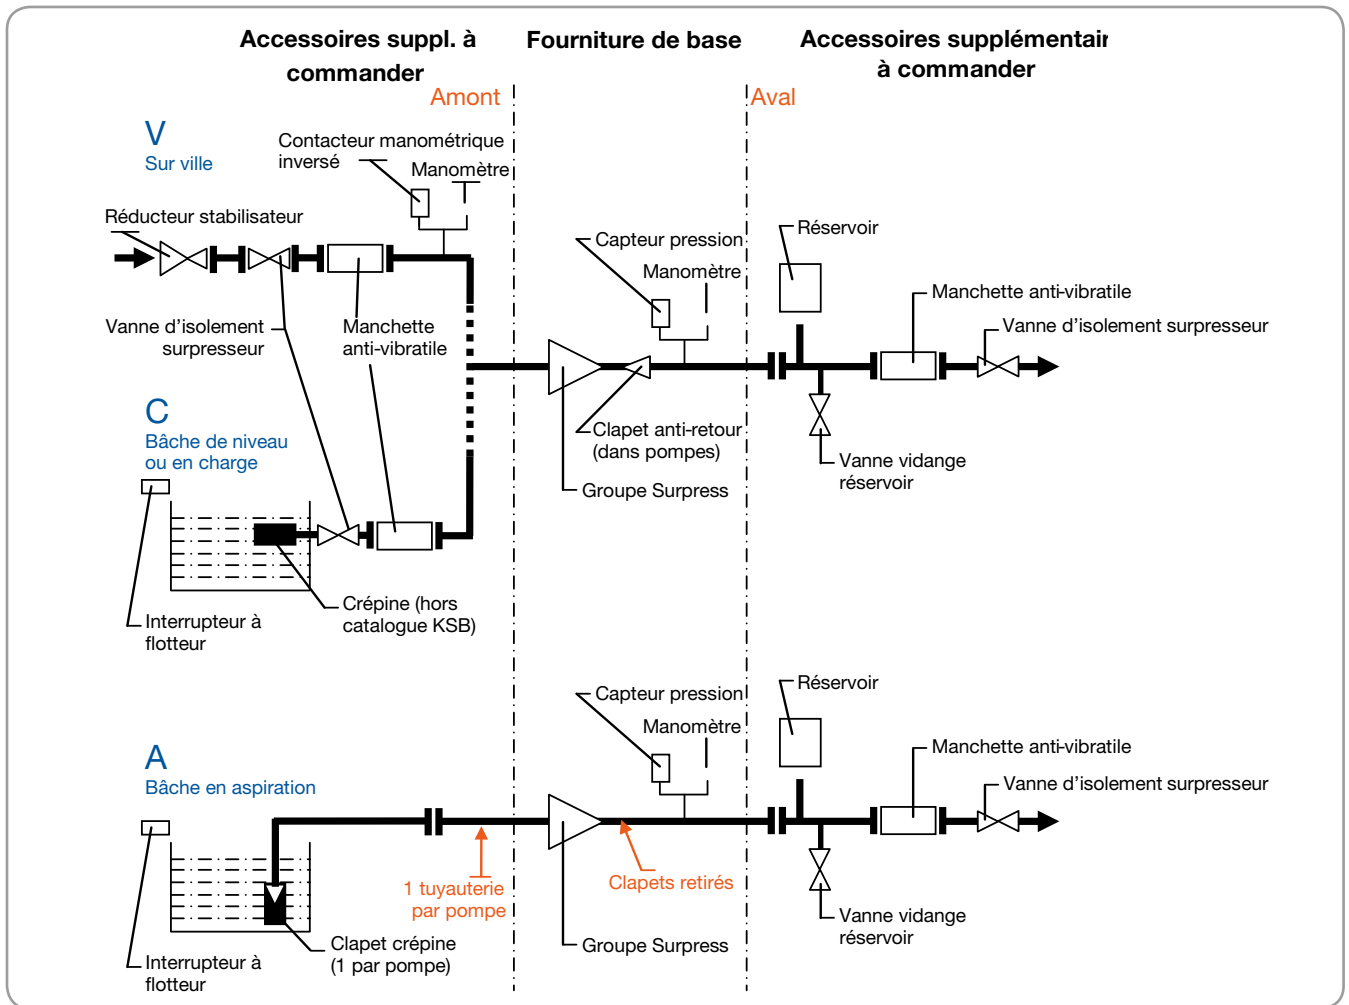 Accessoires suppl. à
commander
Fourniture de base
Accessoires supplémentair
à commander
Amont
Aval
V
Sur ville
Contacteur manométrique
inversé
Manomètre
Réducteur stabilisateur
Capteur pression
Manomètre
Réservoir
Manchette anti-vibratile
Vanne d'isolement surpresseur
Vanne d'isolement
surpresseur
Manchette
anti-vibratile
C
Bâche de niveau
ou en charge
Clapet anti-retour
(dans pompes)
Groupe Surpress
Vanne vidange
réservoir
Crépine (hors
catalogue KSB)
Interrupteur à
flotteur
A
Bâche en aspiration
Capteur pression
Manomètre
Réservoir
Manchette anti-vibratile
Vanne d'isolement surpresseur
1 tuyauterie
par pompe
Clapets retirés
Vanne vidange
réservoir
Groupe Surpress
Clapet crépine
(1 par pompe)
Interrupteur à
flotteur